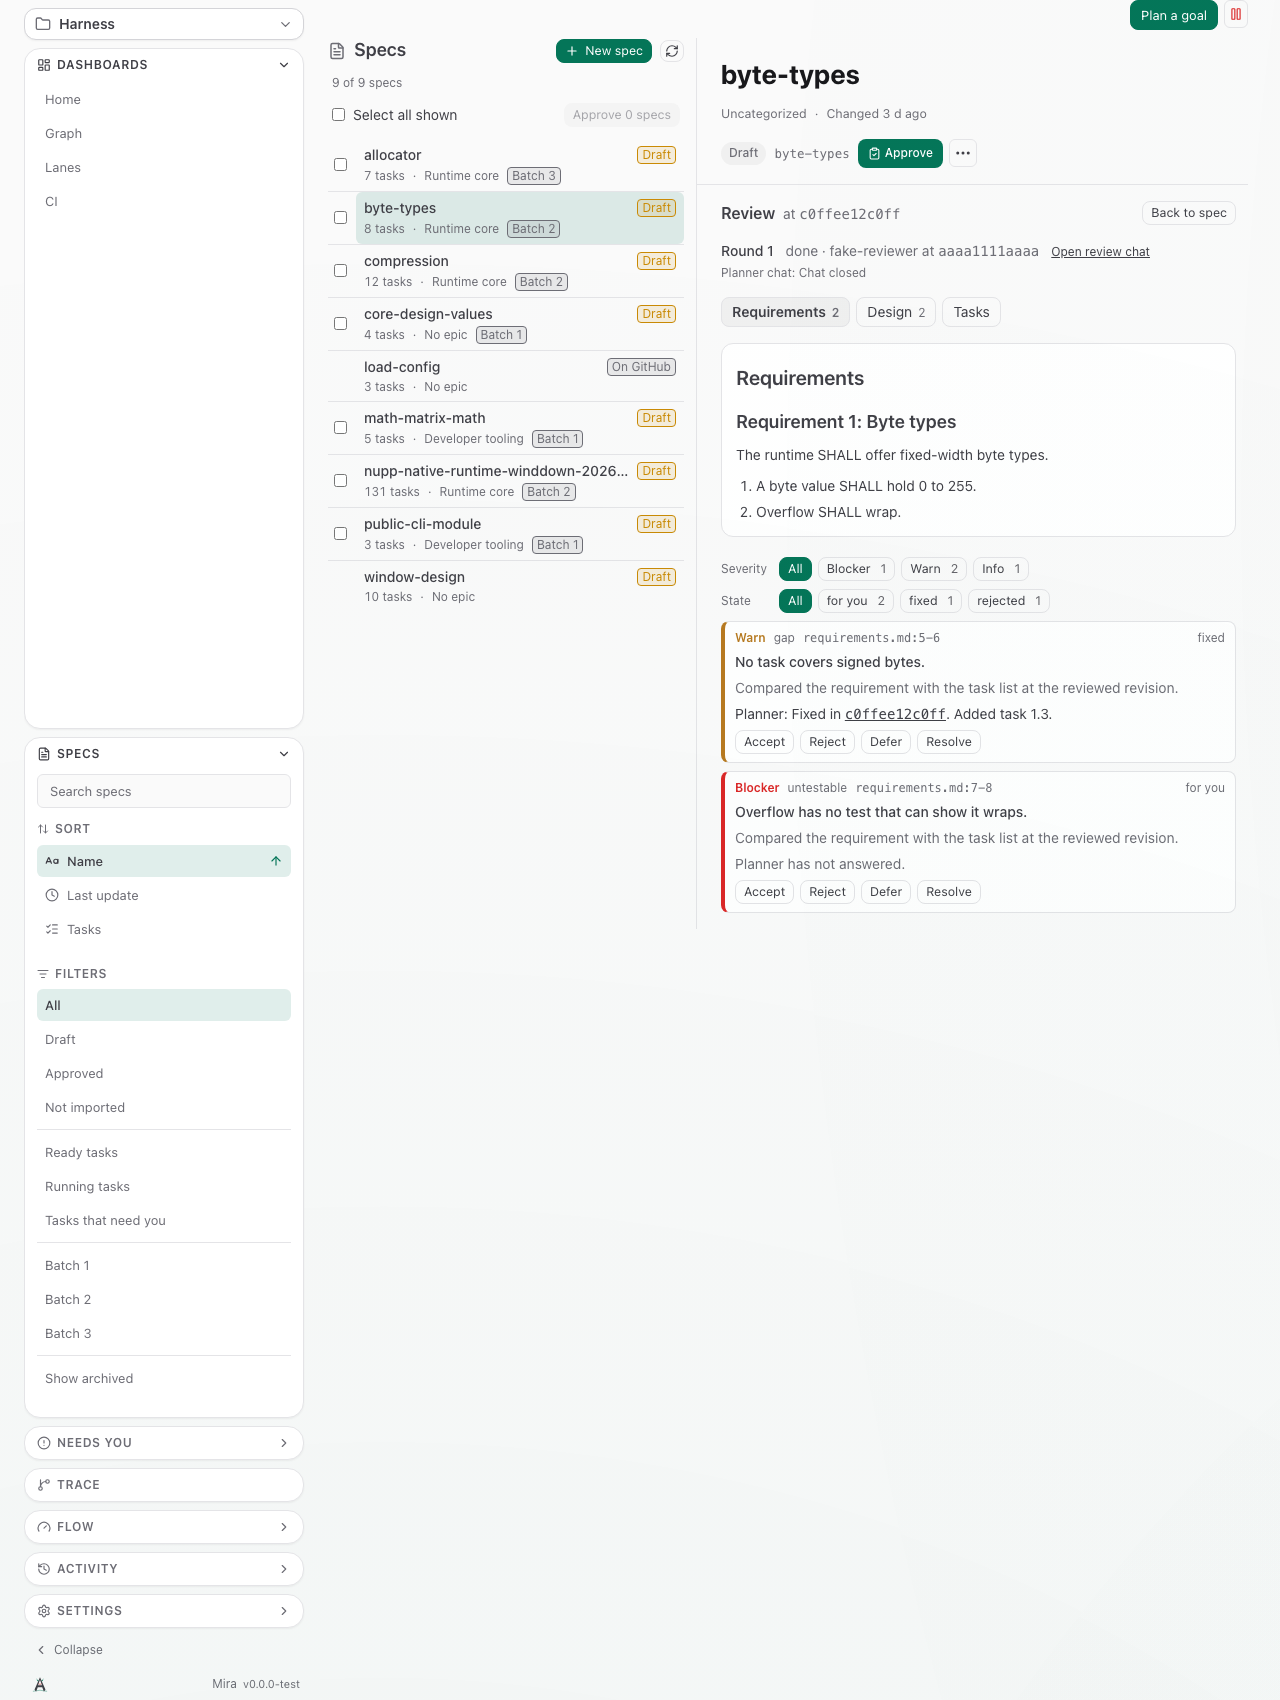 Harness
DASHBOARDS
Home
Graph
Lanes
CI
SPECS
Search specs
SORT
Aa Name
Last update
Tasks
FILTERS
All
Draft
Approved
Not imported
Ready tasks
Running tasks
Tasks that need you
Batch 1
Batch 2
Batch 3
Show archived
NEEDS YOU
TRACE
FLOW
ACTIVITY
SETTINGS
Collapse
Mira v0.0.0-test
Plan a goal
Specs
New spec
9 of 9 specs
Select all shown
Approve 0 specs
allocator Draft
7 tasks · Runtime core Batch 3
byte-types Draft
8 tasks · Runtime core Batch 2
compression Draft
12 tasks · Runtime core Batch 2
core-design-values Draft
4 tasks · No epic Batch 1
load-config On GitHub
3 tasks · No epic
math-matrix-math Draft
5 tasks · Developer tooling Batch 1
nupp-native-runtime-winddown-2026... Draft
131 tasks · Runtime core Batch 2
public-cli-module Draft
3 tasks · Developer tooling Batch 1
window-design Draft
10 tasks · No epic
byte-types
Uncategorized · Changed 3 d ago
Draft byte-types Approve
Review at c0ffee12c0ff Back to spec
Round 1 done · fake-reviewer at aaaa1111aaaa Open review chat
Planner chat: Chat closed
Requirements 2 Design 2 Tasks
Requirements
Requirement 1: Byte types
The runtime SHALL offer fixed-width byte types.
1. A byte value SHALL hold 0 to 255.
2. Overflow SHALL wrap.
Severity All Blocker 1 Warn 2 Info 1
State All for you 2 fixed 1 rejected 1
Warn gap requirements.md:5–6 fixed
No task covers signed bytes.
Compared the requirement with the task list at the reviewed revision.
Planner: Fixed in c0ffee12c0ff. Added task 1.3.
Accept Reject Defer Resolve
Blocker untestable requirements.md:7–8 for you
Overflow has no test that can show it wraps.
Compared the requirement with the task list at the reviewed revision.
Planner has not answered.
Accept Reject Defer Resolve